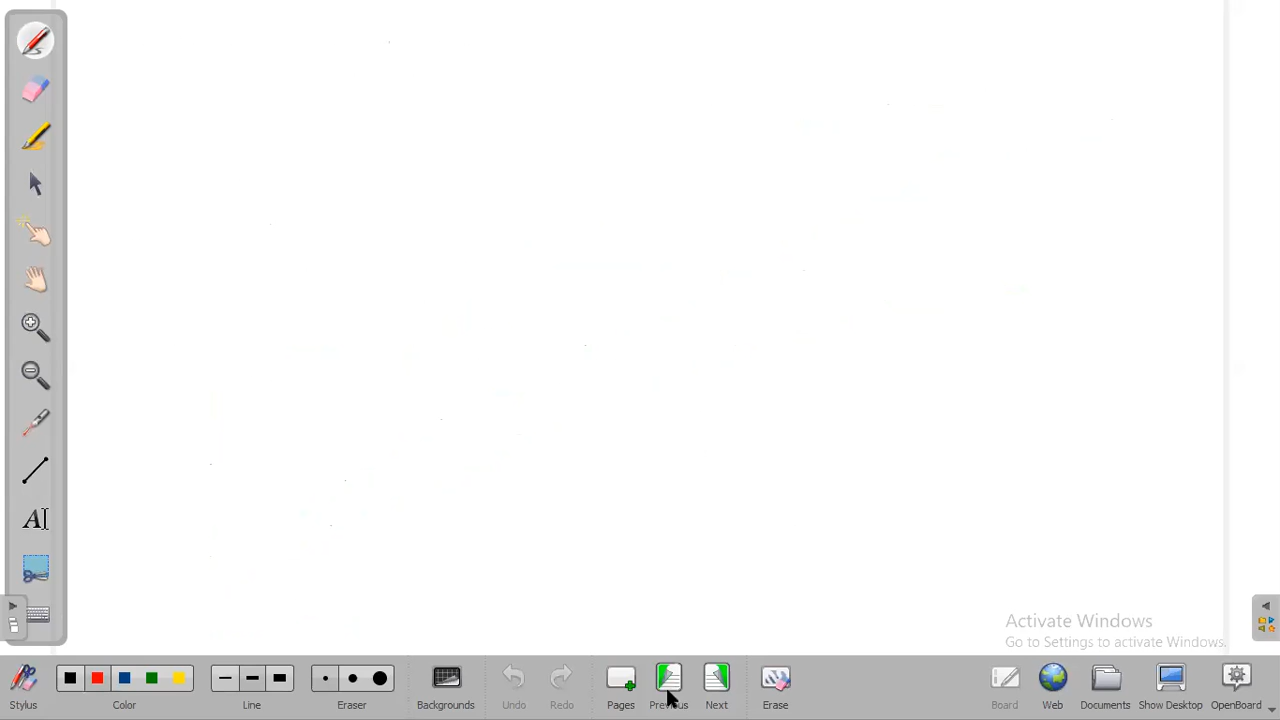 Activate Windows
Go to Settings to activate Windows.
Stylus
Color
Line
Eraser
Backgrounds
Undo
Redo
Pages
Previous
Next
Erase
Board
Web
Documents
Show Desktop
OpenBoard